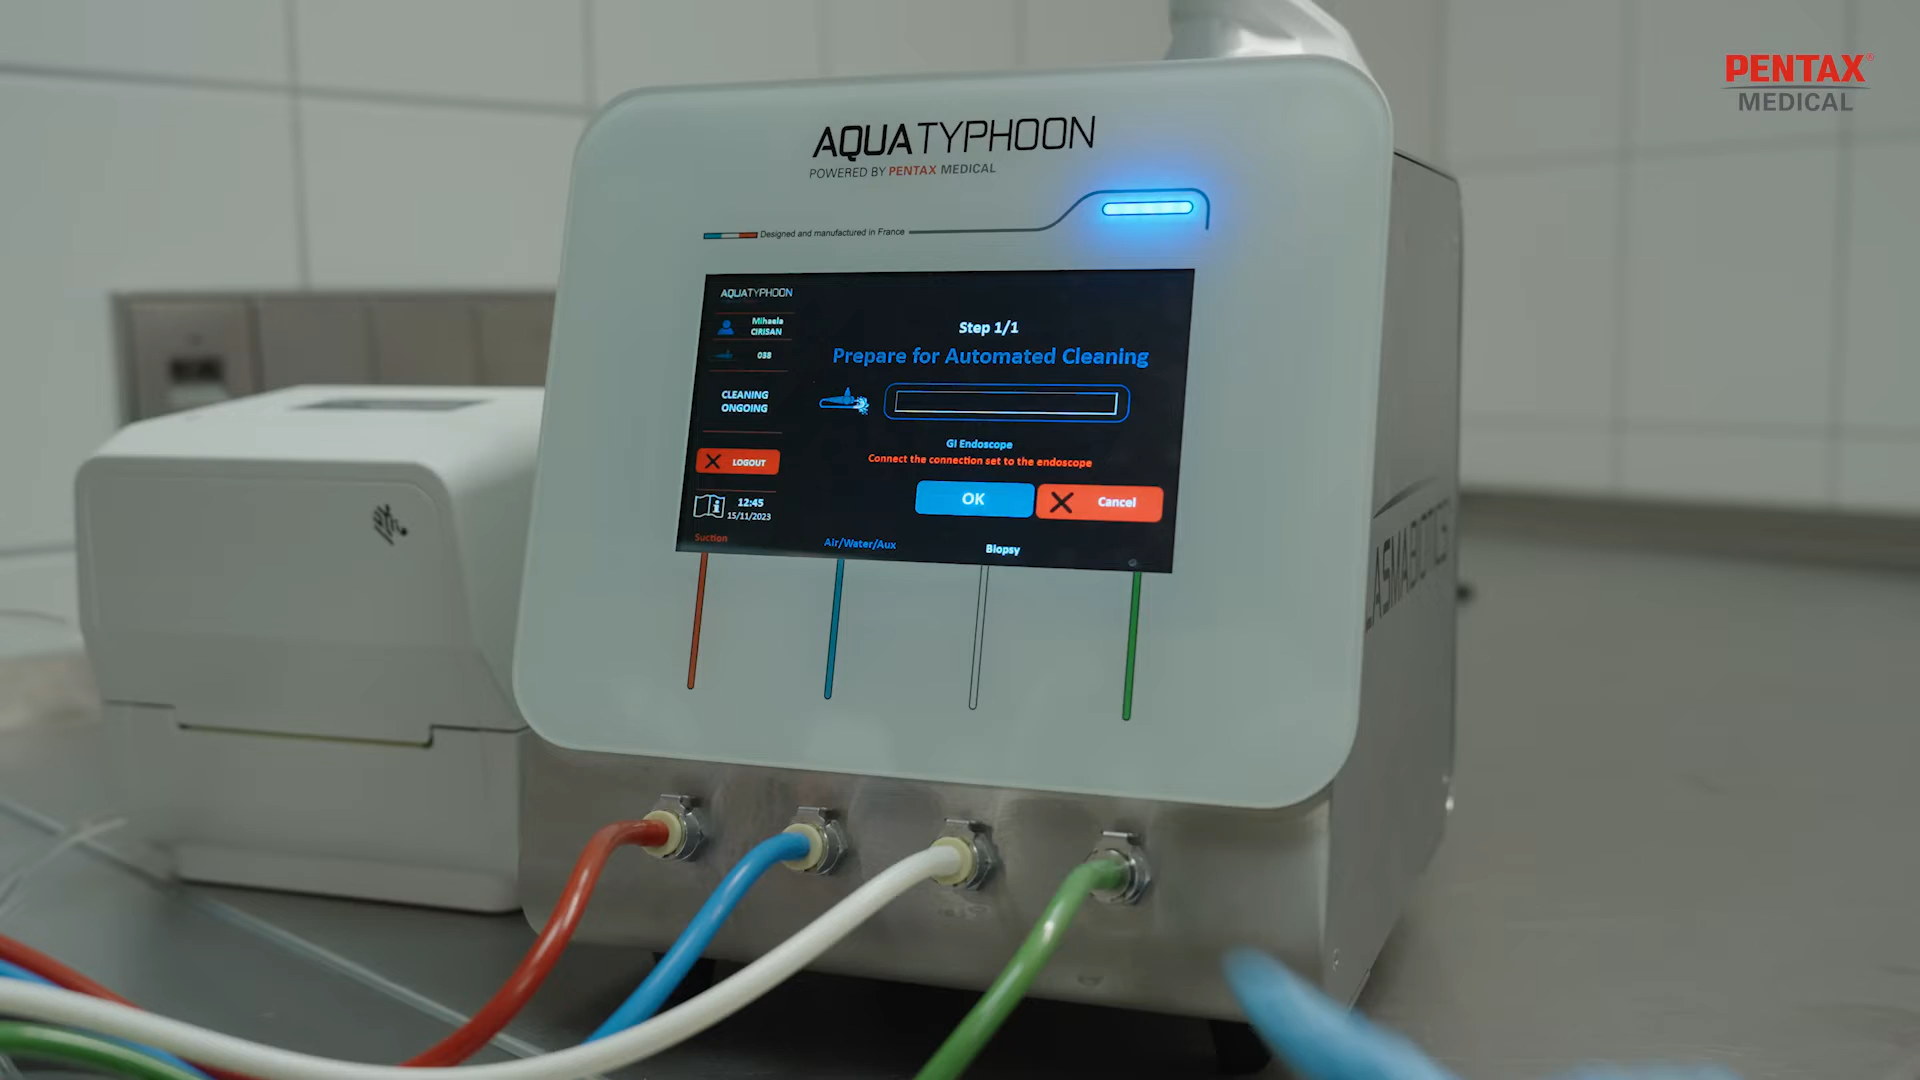 PENTAX®
MEDICAL
AQUATYPHOON
POWERED BY PENTAX MEDICAL
Designed and manufactured in France
AQUATYPHOON
Mihaela
CIRISAN
038
CLEANING
ONGOING
LOGOUT
12:45
15/11/2023
Step 1/1
Prepare for Automated Cleaning
GI Endoscope
Connect the connection set to the endoscope
OK
Cancel
Suction
Air/Water/Aux
Biopsy
LASMABIOTICS